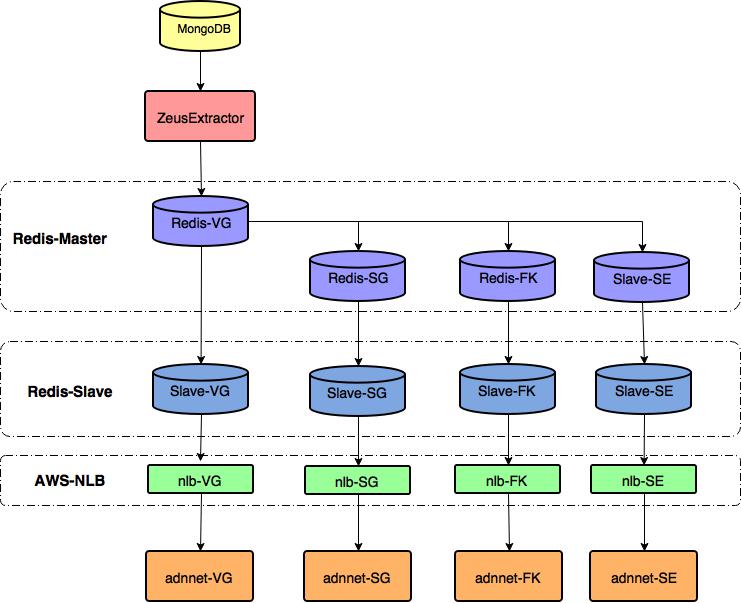 MongoDB
ZeusExtractor
Redis-Master
Redis-VG
Redis-SG
Redis-FK
Slave-SE
Redis-Slave
Slave-VG
Slave-SG
Slave-FK
Slave-SE
AWS-NLB
nlb-VG
nlb-SG
nlb-FK
nlb-SE
adnnet-VG
adnnet-SG
adnnet-FK
adnnet-SE